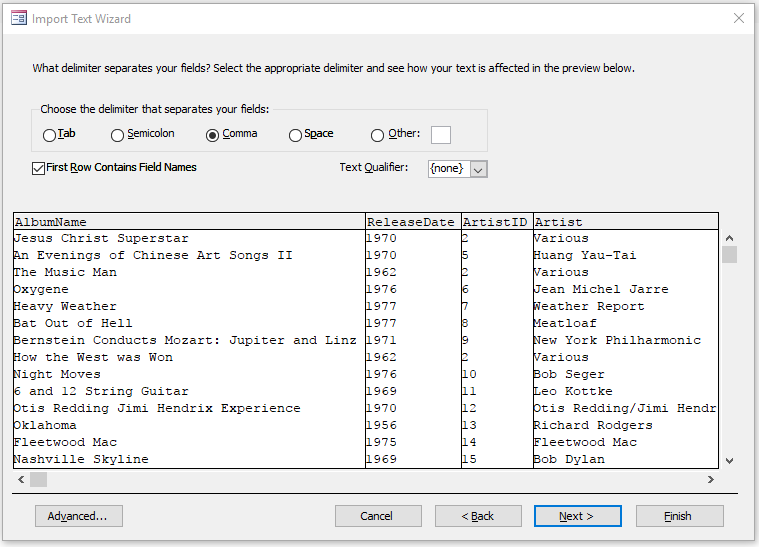 Import Text Wizard
What delimiter separates your fields? Select the appropriate delimiter and see how your text is affected in the preview below.
Choose the delimiter that separates your fields:
Tab Semicolon Comma Space Other:
First Row Contains Field Names Text Qualifier: {none}
AlbumName ReleaseDate ArtistID Artist
Jesus Christ Superstar 1970 2 Various
An Evenings of Chinese Art Songs II 1970 5 Huang Yau-Tai
The Music Man 1962 2 Various
Oxygene 1976 6 Jean Michel Jarre
Heavy Weather 1977 7 Weather Report
Bat Out of Hell 1977 8 Meatloaf
Bernstein Conducts Mozart: Jupiter and Linz 1971 9 New York Philharmonic
How the West was Won 1962 2 Various
Night Moves 1976 10 Bob Seger
6 and 12 String Guitar 1969 11 Leo Kottke
Otis Redding Jimi Hendrix Experience 1970 12 Otis Redding/Jimi Hendr
Oklahoma 1956 13 Richard Rodgers
Fleetwood Mac 1975 14 Fleetwood Mac
Nashville Skyline 1969 15 Bob Dylan
Advanced... Cancel < Back Next > Finish